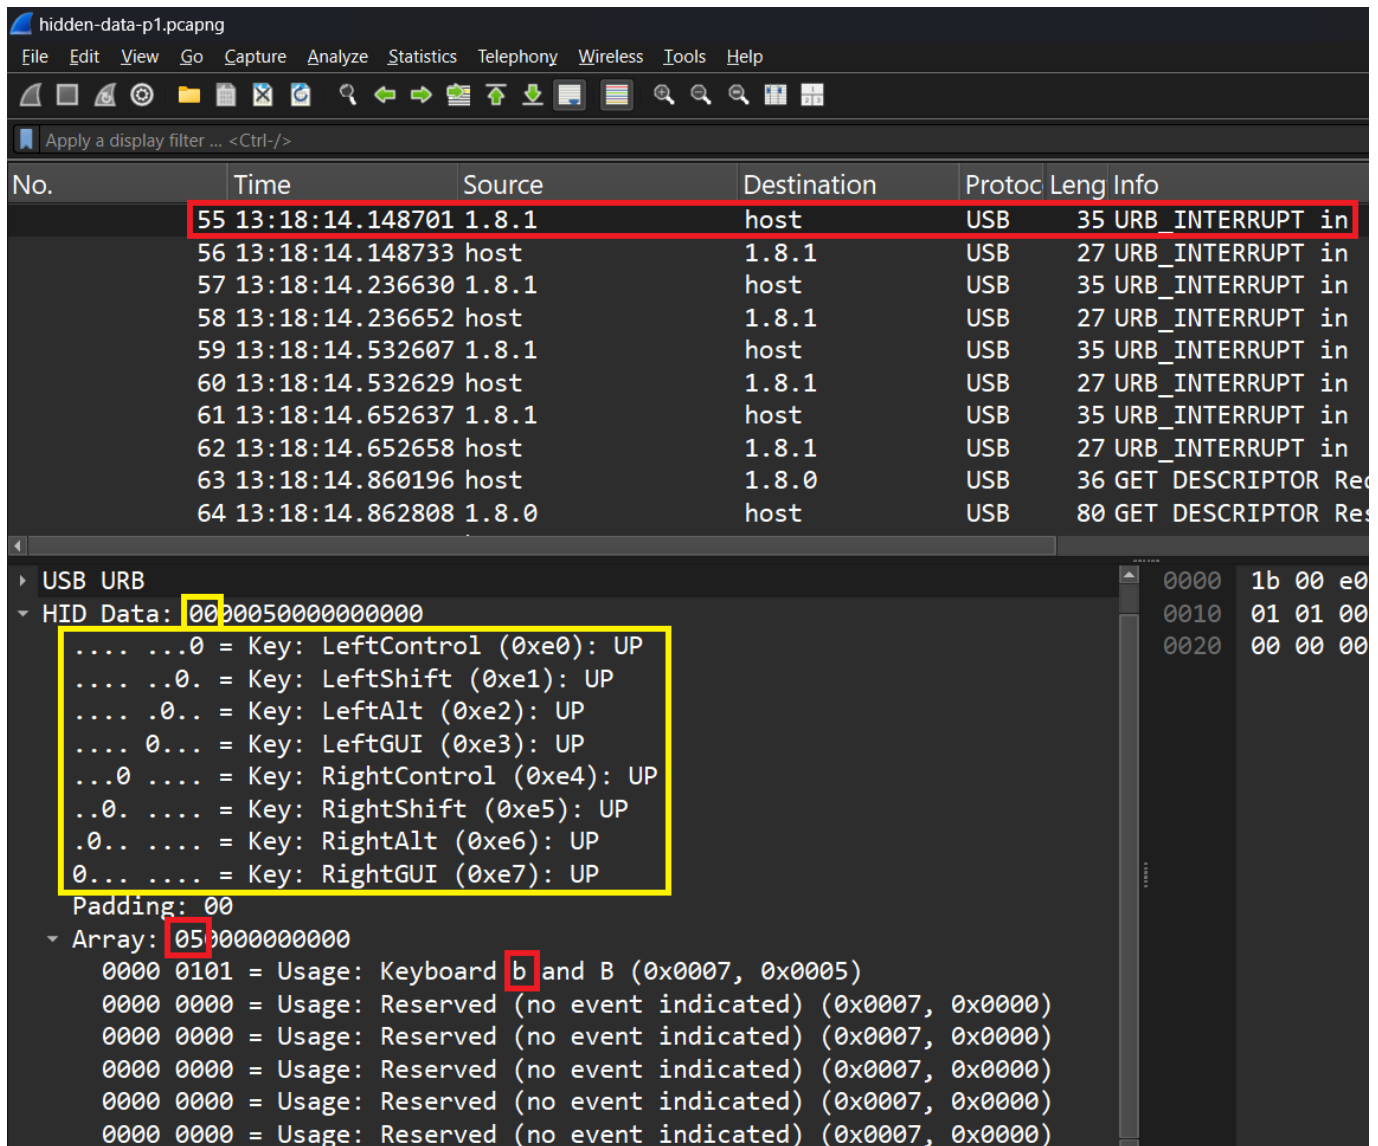 hidden-data-p1.pcapng
File Edit View Go Capture Analyze Statistics Telephony Wireless Tools Help
Apply a display filter ... <Ctrl-/>
No. Time Source Destination Protoc Leng Info
55 13:18:14.148701 1.8.1 host USB 35 URB_INTERRUPT in
56 13:18:14.148733 host 1.8.1 USB 27 URB_INTERRUPT in
57 13:18:14.236630 1.8.1 host USB 35 URB_INTERRUPT in
58 13:18:14.236652 host 1.8.1 USB 27 URB_INTERRUPT in
59 13:18:14.532607 1.8.1 host USB 35 URB_INTERRUPT in
60 13:18:14.532629 host 1.8.1 USB 27 URB_INTERRUPT in
61 13:18:14.652637 1.8.1 host USB 35 URB_INTERRUPT in
62 13:18:14.652658 host 1.8.1 USB 27 URB_INTERRUPT in
63 13:18:14.860196 host 1.8.0 USB 36 GET DESCRIPTOR Rec
64 13:18:14.862808 1.8.0 host USB 80 GET DESCRIPTOR Res
USB URB
HID Data: 0000050000000000
.... ...0 = Key: LeftControl (0xe0): UP
.... ..0. = Key: LeftShift (0xe1): UP
.... .0.. = Key: LeftAlt (0xe2): UP
.... 0... = Key: LeftGUI (0xe3): UP
...0 .... = Key: RightControl (0xe4): UP
..0. .... = Key: RightShift (0xe5): UP
.0.. .... = Key: RightAlt (0xe6): UP
0... .... = Key: RightGUI (0xe7): UP
Padding: 00
Array: 050000000000
0000 0101 = Usage: Keyboard b and B (0x0007, 0x0005)
0000 0000 = Usage: Reserved (no event indicated) (0x0007, 0x0000)
0000 0000 = Usage: Reserved (no event indicated) (0x0007, 0x0000)
0000 0000 = Usage: Reserved (no event indicated) (0x0007, 0x0000)
0000 0000 = Usage: Reserved (no event indicated) (0x0007, 0x0000)
0000 0000 = Usage: Reserved (no event indicated) (0x0007, 0x0000)
0000 1b 00 e0
0010 01 01 00
0020 00 00 00